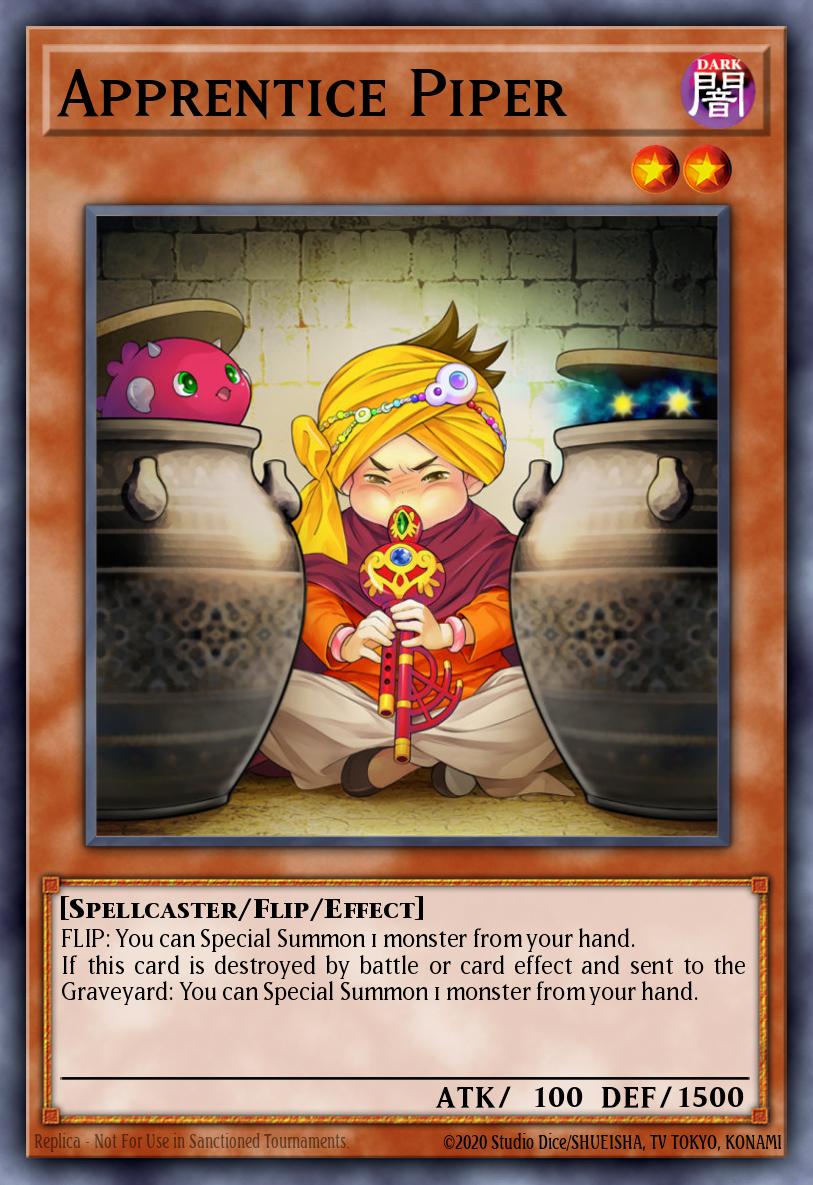 Apprentice Piper
DARK
闇
[Spellcaster/Flip/Effect]
FLIP: You can Special Summon 1 monster from your hand.
If this card is destroyed by battle or card effect and sent to the
Graveyard: You can Special Summon 1 monster from your hand.
ATK/ 100 DEF/1500
Replica - Not For Use in Sanctioned Tournaments.
©2020 Studio Dice/SHUEISHA, TV TOKYO, KONAMI